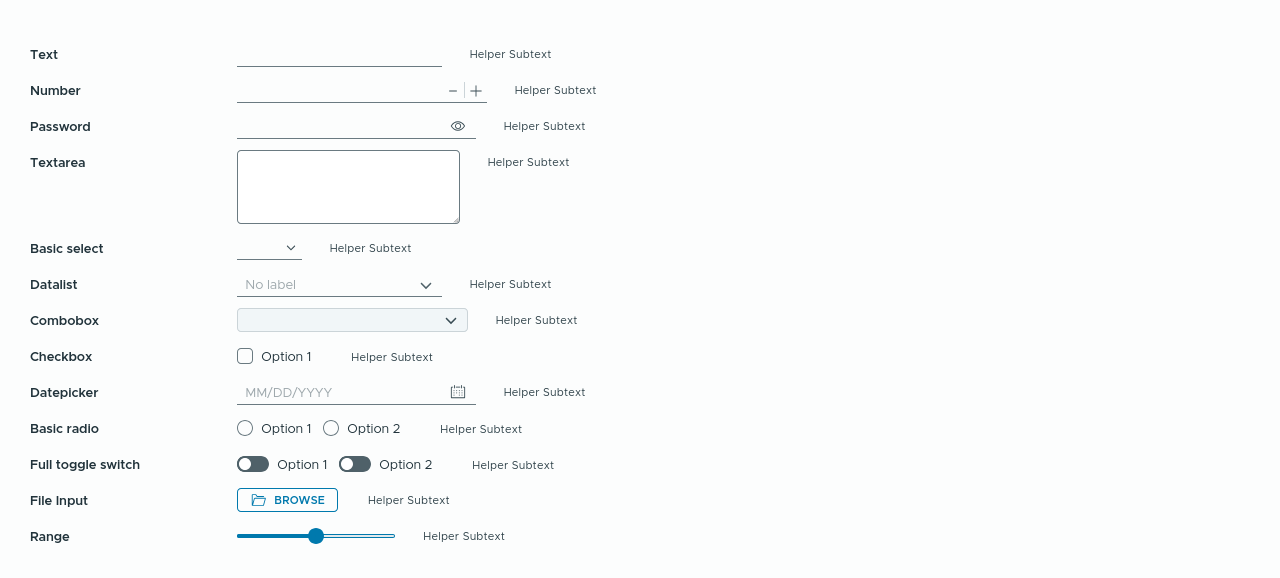 Text Helper Subtext
Number Helper Subtext
Password Helper Subtext
Textarea Helper Subtext
Basic select Helper Subtext
Datalist No label Helper Subtext
Combobox Helper Subtext
Checkbox Option 1 Helper Subtext
Datepicker MM/DD/YYYY Helper Subtext
Basic radio Option 1 Option 2 Helper Subtext
Full toggle switch Option 1 Option 2 Helper Subtext
File Input BROWSE Helper Subtext
Range Helper Subtext